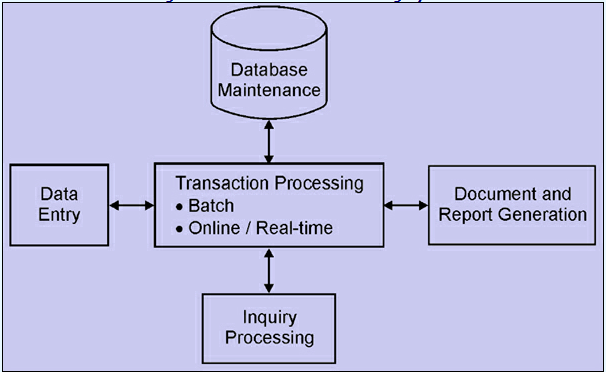 Database
Maintenance
Data
Entry
Transaction Processing
• Batch
• Online / Real-time
Document and
Report Generation
Inquiry
Processing